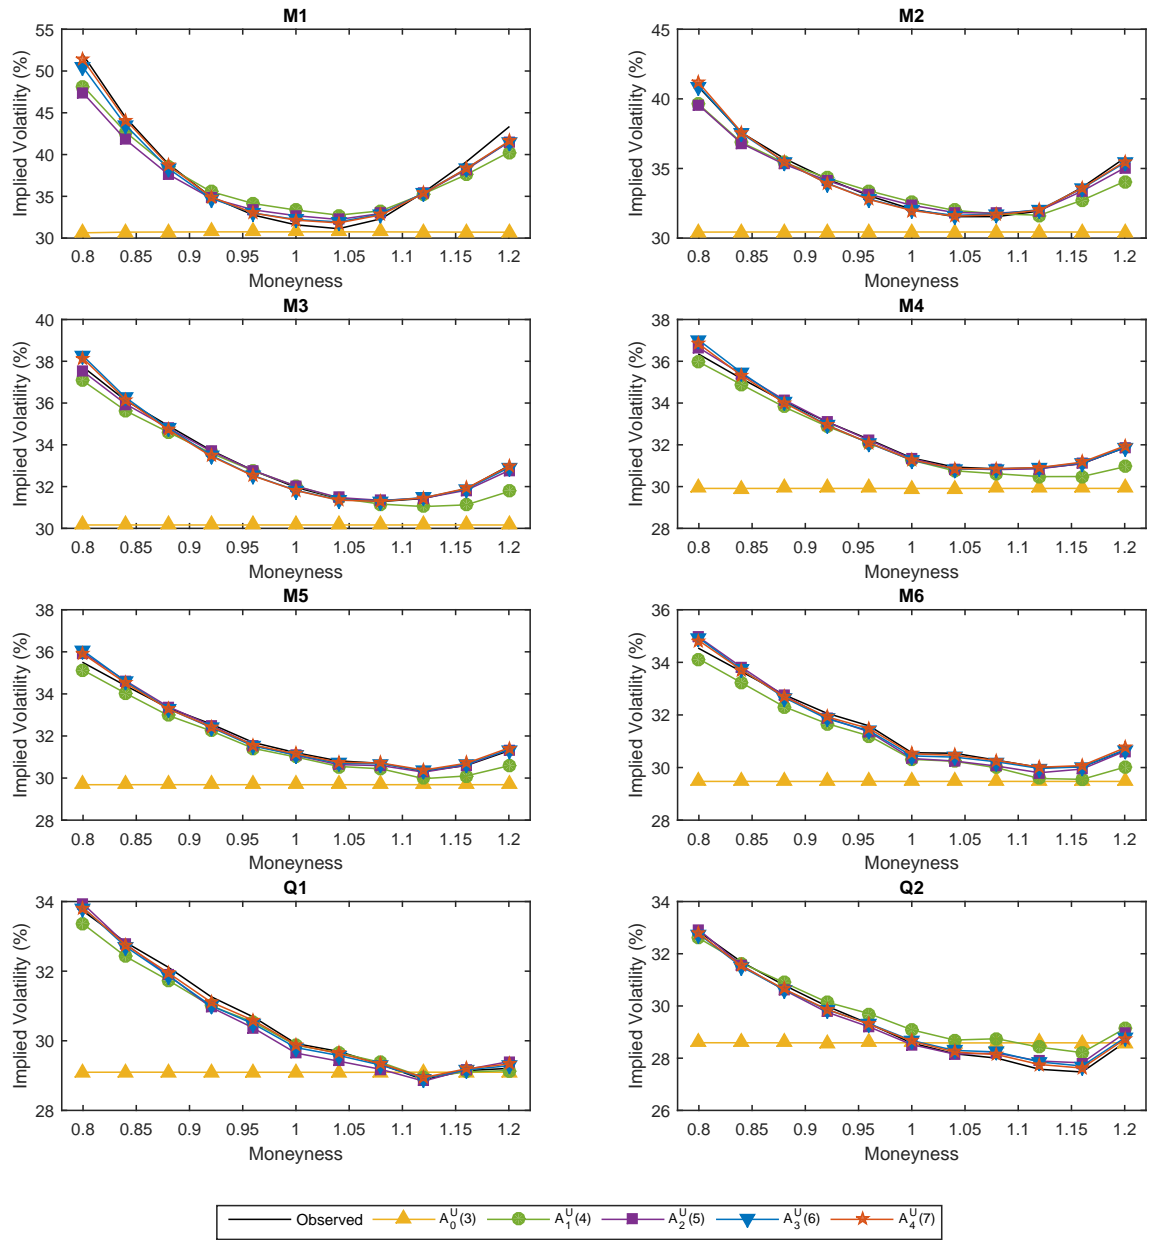 M1
55
50
45
40
35
30
Implied Volatility (%)
0.8 0.85 0.9 0.95 1 1.05 1.1 1.15 1.2
Moneyness
M2
45
40
35
30
Implied Volatility (%)
0.8 0.85 0.9 0.95 1 1.05 1.1 1.15 1.2
Moneyness
M3
40
38
36
34
32
30
Implied Volatility (%)
0.8 0.85 0.9 0.95 1 1.05 1.1 1.15 1.2
Moneyness
M4
38
36
34
32
30
28
Implied Volatility (%)
0.8 0.85 0.9 0.95 1 1.05 1.1 1.15 1.2
Moneyness
M5
38
36
34
32
30
28
Implied Volatility (%)
0.8 0.85 0.9 0.95 1 1.05 1.1 1.15 1.2
Moneyness
M6
36
34
32
30
28
Implied Volatility (%)
0.8 0.85 0.9 0.95 1 1.05 1.1 1.15 1.2
Moneyness
Q1
34
32
30
28
Implied Volatility (%)
0.8 0.85 0.9 0.95 1 1.05 1.1 1.15 1.2
Moneyness
Q2
34
32
30
28
26
Implied Volatility (%)
0.8 0.85 0.9 0.95 1 1.05 1.1 1.15 1.2
Moneyness
Observed A_0^U(3) A_1^U(4) A_2^U(5) A_3^U(6) A_4^U(7)